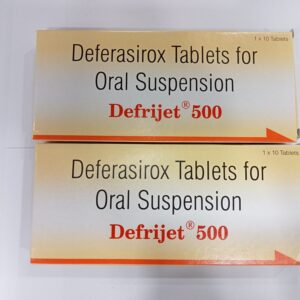 1 x 10 Tablets
Deferasirox Tablets for
Oral Suspension
Defrijet® 500
1 x 10 Tablets
Deferasirox Tablets for
Oral Suspension
Defrijet® 500